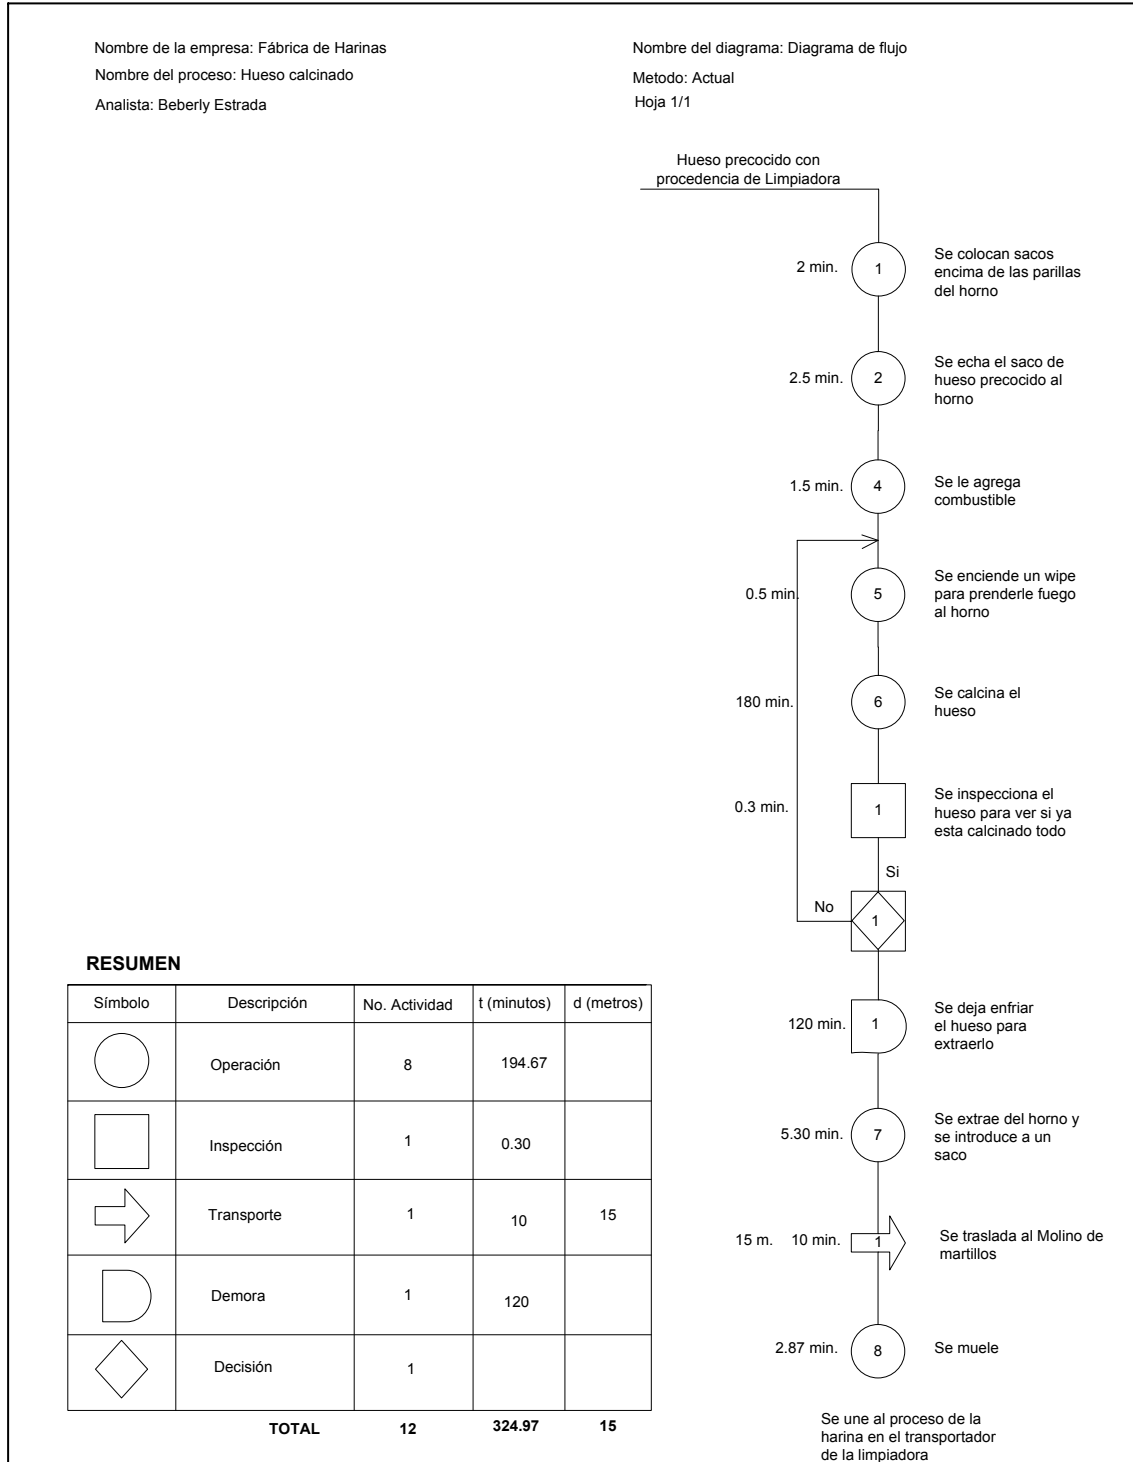 Nombre de la empresa: Fábrica de Harinas
Nombre del proceso: Hueso calcinado
Analista: Beberly Estrada
Nombre del diagrama: Diagrama de flujo
Metodo: Actual
Hoja 1/1
Hueso precocido con
procedencia de Limpiadora
2 min.
1
Se colocan sacos
encima de las parillas
del horno
2.5 min.
2
Se echa el saco de
hueso precocido al
horno
1.5 min.
4
Se le agrega
combustible
0.5 min.
5
Se enciende un wipe
para prenderle fuego
al horno
180 min.
6
Se calcina el
hueso
0.3 min.
1
Se inspecciona el
hueso para ver si ya
esta calcinado todo
Si
No
1
120 min.
1
Se deja enfriar
el hueso para
extraerlo
5.30 min.
7
Se extrae del horno y
se introduce a un
saco
15 m. 10 min.
1
Se traslada al Molino de
martillos
2.87 min.
8
Se muele
Se une al proceso de la
harina en el transportador
de la limpiadora
RESUMEN
Símbolo Descripción No. Actividad t (minutos) d (metros)
Operación 8 194.67
Inspección 1 0.30
Transporte 1 10 15
Demora 1 120
Decisión 1
TOTAL 12 324.97 15